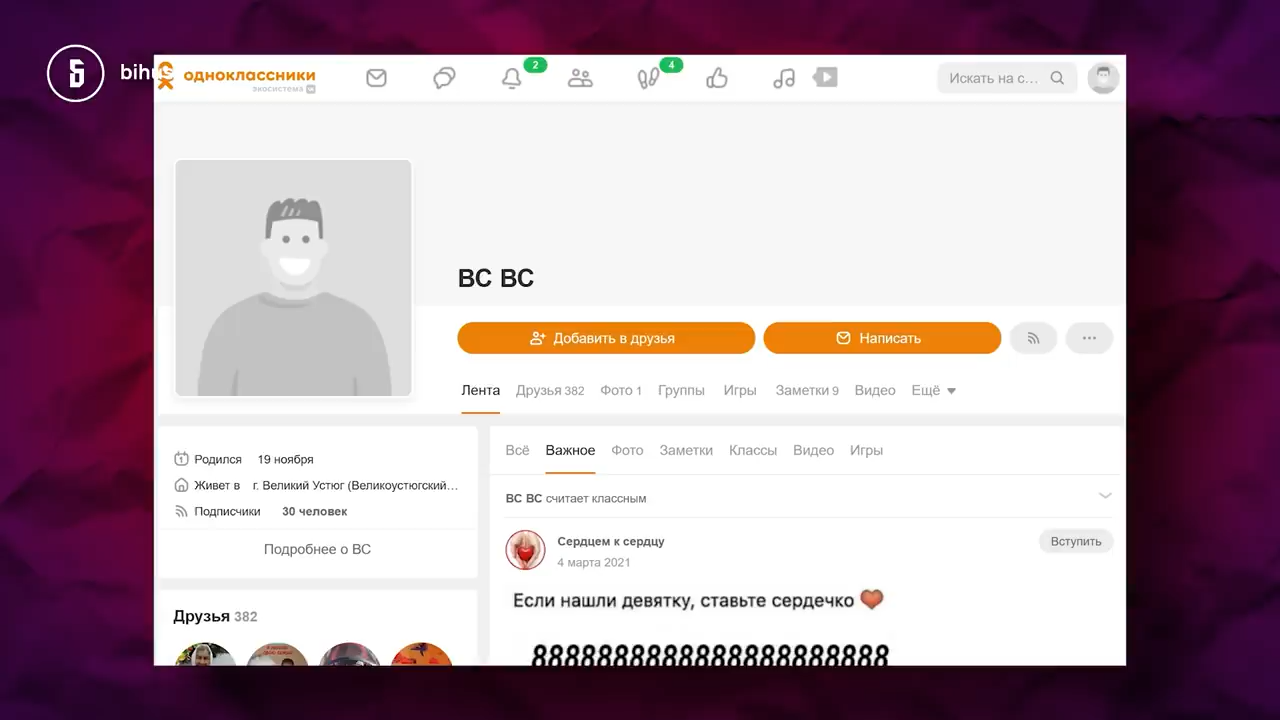 bihus
одноклассники
экосистема
2
4
Искать на с...
ВС ВС
Добавить в друзья
Написать
Лента Друзья 382 Фото 1 Группы Игры Заметки 9 Видео Ещё
Родился 19 ноября
Живет в г. Великий Устюг (Великоустюгский...
Подписчики 30 человек
Подробнее о ВС
Друзья 382
Всё Важное Фото Заметки Классы Видео Игры
ВС ВС считает классным
Сердцем к сердцу
4 марта 2021
Вступить
Если нашли девятку, ставьте сердечко